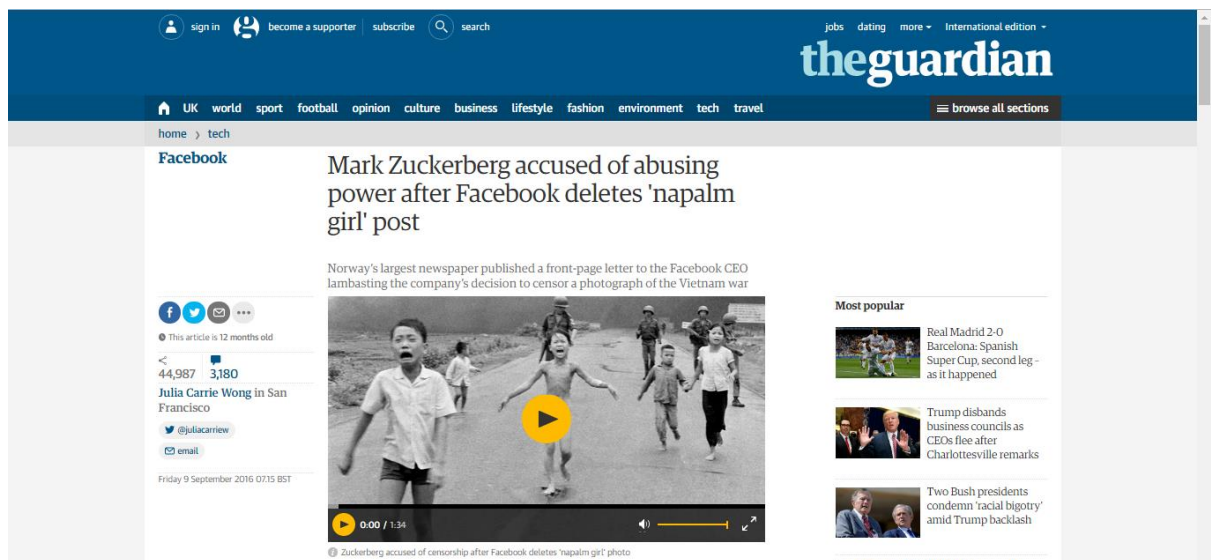 sign in
become a supporter
subscribe
search
jobs
dating
more
International edition
theguardian
UK world sport football opinion culture business lifestyle fashion environment tech travel
browse all sections
home › tech
Facebook
Mark Zuckerberg accused of abusing
power after Facebook deletes 'napalm
girl' post
Norway's largest newspaper published a front-page letter to the Facebook CEO
lambasting the company's decision to censor a photograph of the Vietnam war
This article is 12 months old
44,987 3,180
Julia Carrie Wong in San
Francisco
@juliacarriew
email
Friday 9 September 2016 07.15 BST
0:00 / 1:34
Zuckerberg accused of censorship after Facebook deletes 'napalm girl' photo
Most popular
Real Madrid 2-0
Barcelona: Spanish
Super Cup, second leg –
as it happened
Trump disbands
business councils as
CEOs flee after
Charlottesville remarks
Two Bush presidents
condemn 'racial bigotry'
amid Trump backlash